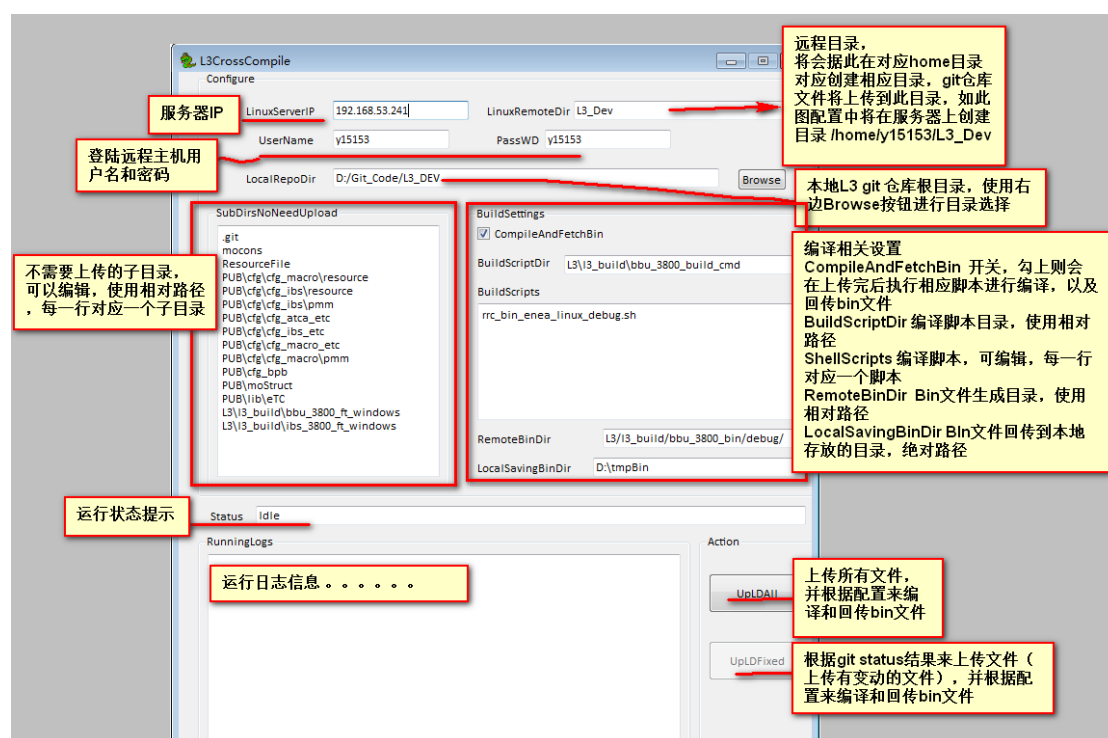 L3CrossCompile
Configure
服务器IP
LinuxServerIP
192.168.53.241
LinuxRemoteDir
L3_Dev
远程目录，
将会据此在对应home目录
对应创建相应目录，git仓库
文件将上传到此目录，如此
图配置中将在服务器上创建
目录 /home/y15153/L3_Dev
UserName
y15153
PassWD
y15153
登陆远程主机用
户名和密码
LocalRepoDir
D:/Git_Code/L3_DEV
Browse
本地L3 git 仓库根目录，使用右
边Browse按钮进行目录选择
SubDirsNoNeedUpload
.git
mocons
ResourceFile
PUB\cfg\cfg_macro\resource
PUB\cfg\cfg_ibs\resource
PUB\cfg\cfg_ibs\pmm
PUB\cfg\cfg_atca_etc
PUB\cfg\cfg_ibs_etc
PUB\cfg\cfg_macro_etc
PUB\cfg\cfg_macro\pmm
PUB\cfg_bpb
PUB\moStruct
PUB\lib\eTC
L3\l3_build\bbu_3800_ft_windows
L3\l3_build\ibs_3800_ft_windows
不需要上传的子目录，
可以编辑，使用相对路径
，每一行对应一个子目录
BuildSettings
CompileAndFetchBin
BuildScriptDir
L3\l3_build\bbu_3800_build_cmd
BuildScripts
rrc_bin_enea_linux_debug.sh
RemoteBinDir
L3/l3_build/bbu_3800_bin/debug/
LocalSavingBinDir
D:\tmpBin
编译相关设置
CompileAndFetchBin 开关，勾上则会
在上传完后执行相应脚本进行编译，以及
回传bin文件
BuildScriptDir 编译脚本目录，使用相对
路径
ShellScripts 编译脚本，可编辑，每一行
对应一个脚本
RemoteBinDir Bin文件生成目录，使用
相对路径
LocalSavingBinDir BIn文件回传到本地
存放的目录，绝对路径
运行状态提示
Status
Idle
RunningLogs
运行日志信息。。。。。。
Action
UpLDAll
上传所有文件，
并根据配置来编
译和回传bin文件
UpLDFixed
根据git status结果来上传文件（
上传有变动的文件），并根据配
置来编译和回传bin文件